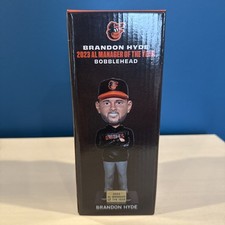 BRANDON HYDE
2023 AL MANAGER OF THE YEAR
BOBBLEHEAD
BRANDON HYDE